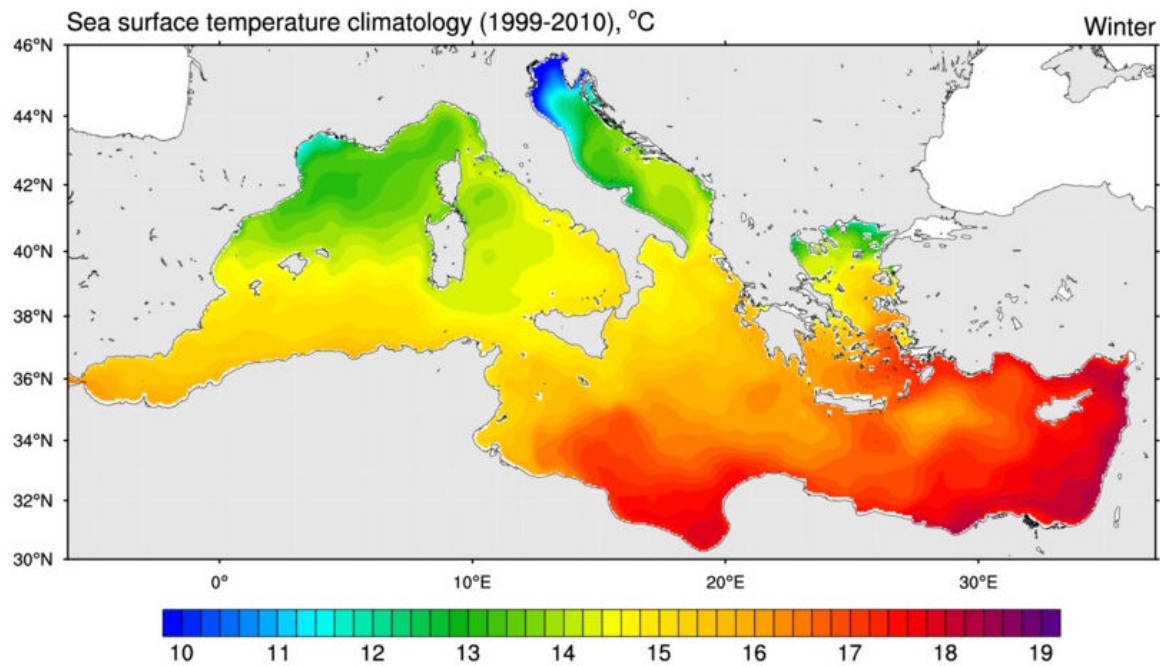 Sea surface temperature climatology (1999-2010), °C
Winter
46°N
44°N
42°N
40°N
38°N
36°N
34°N
32°N
30°N
0° 10°E 20°E 30°E
10 11 12 13 14 15 16 17 18 19